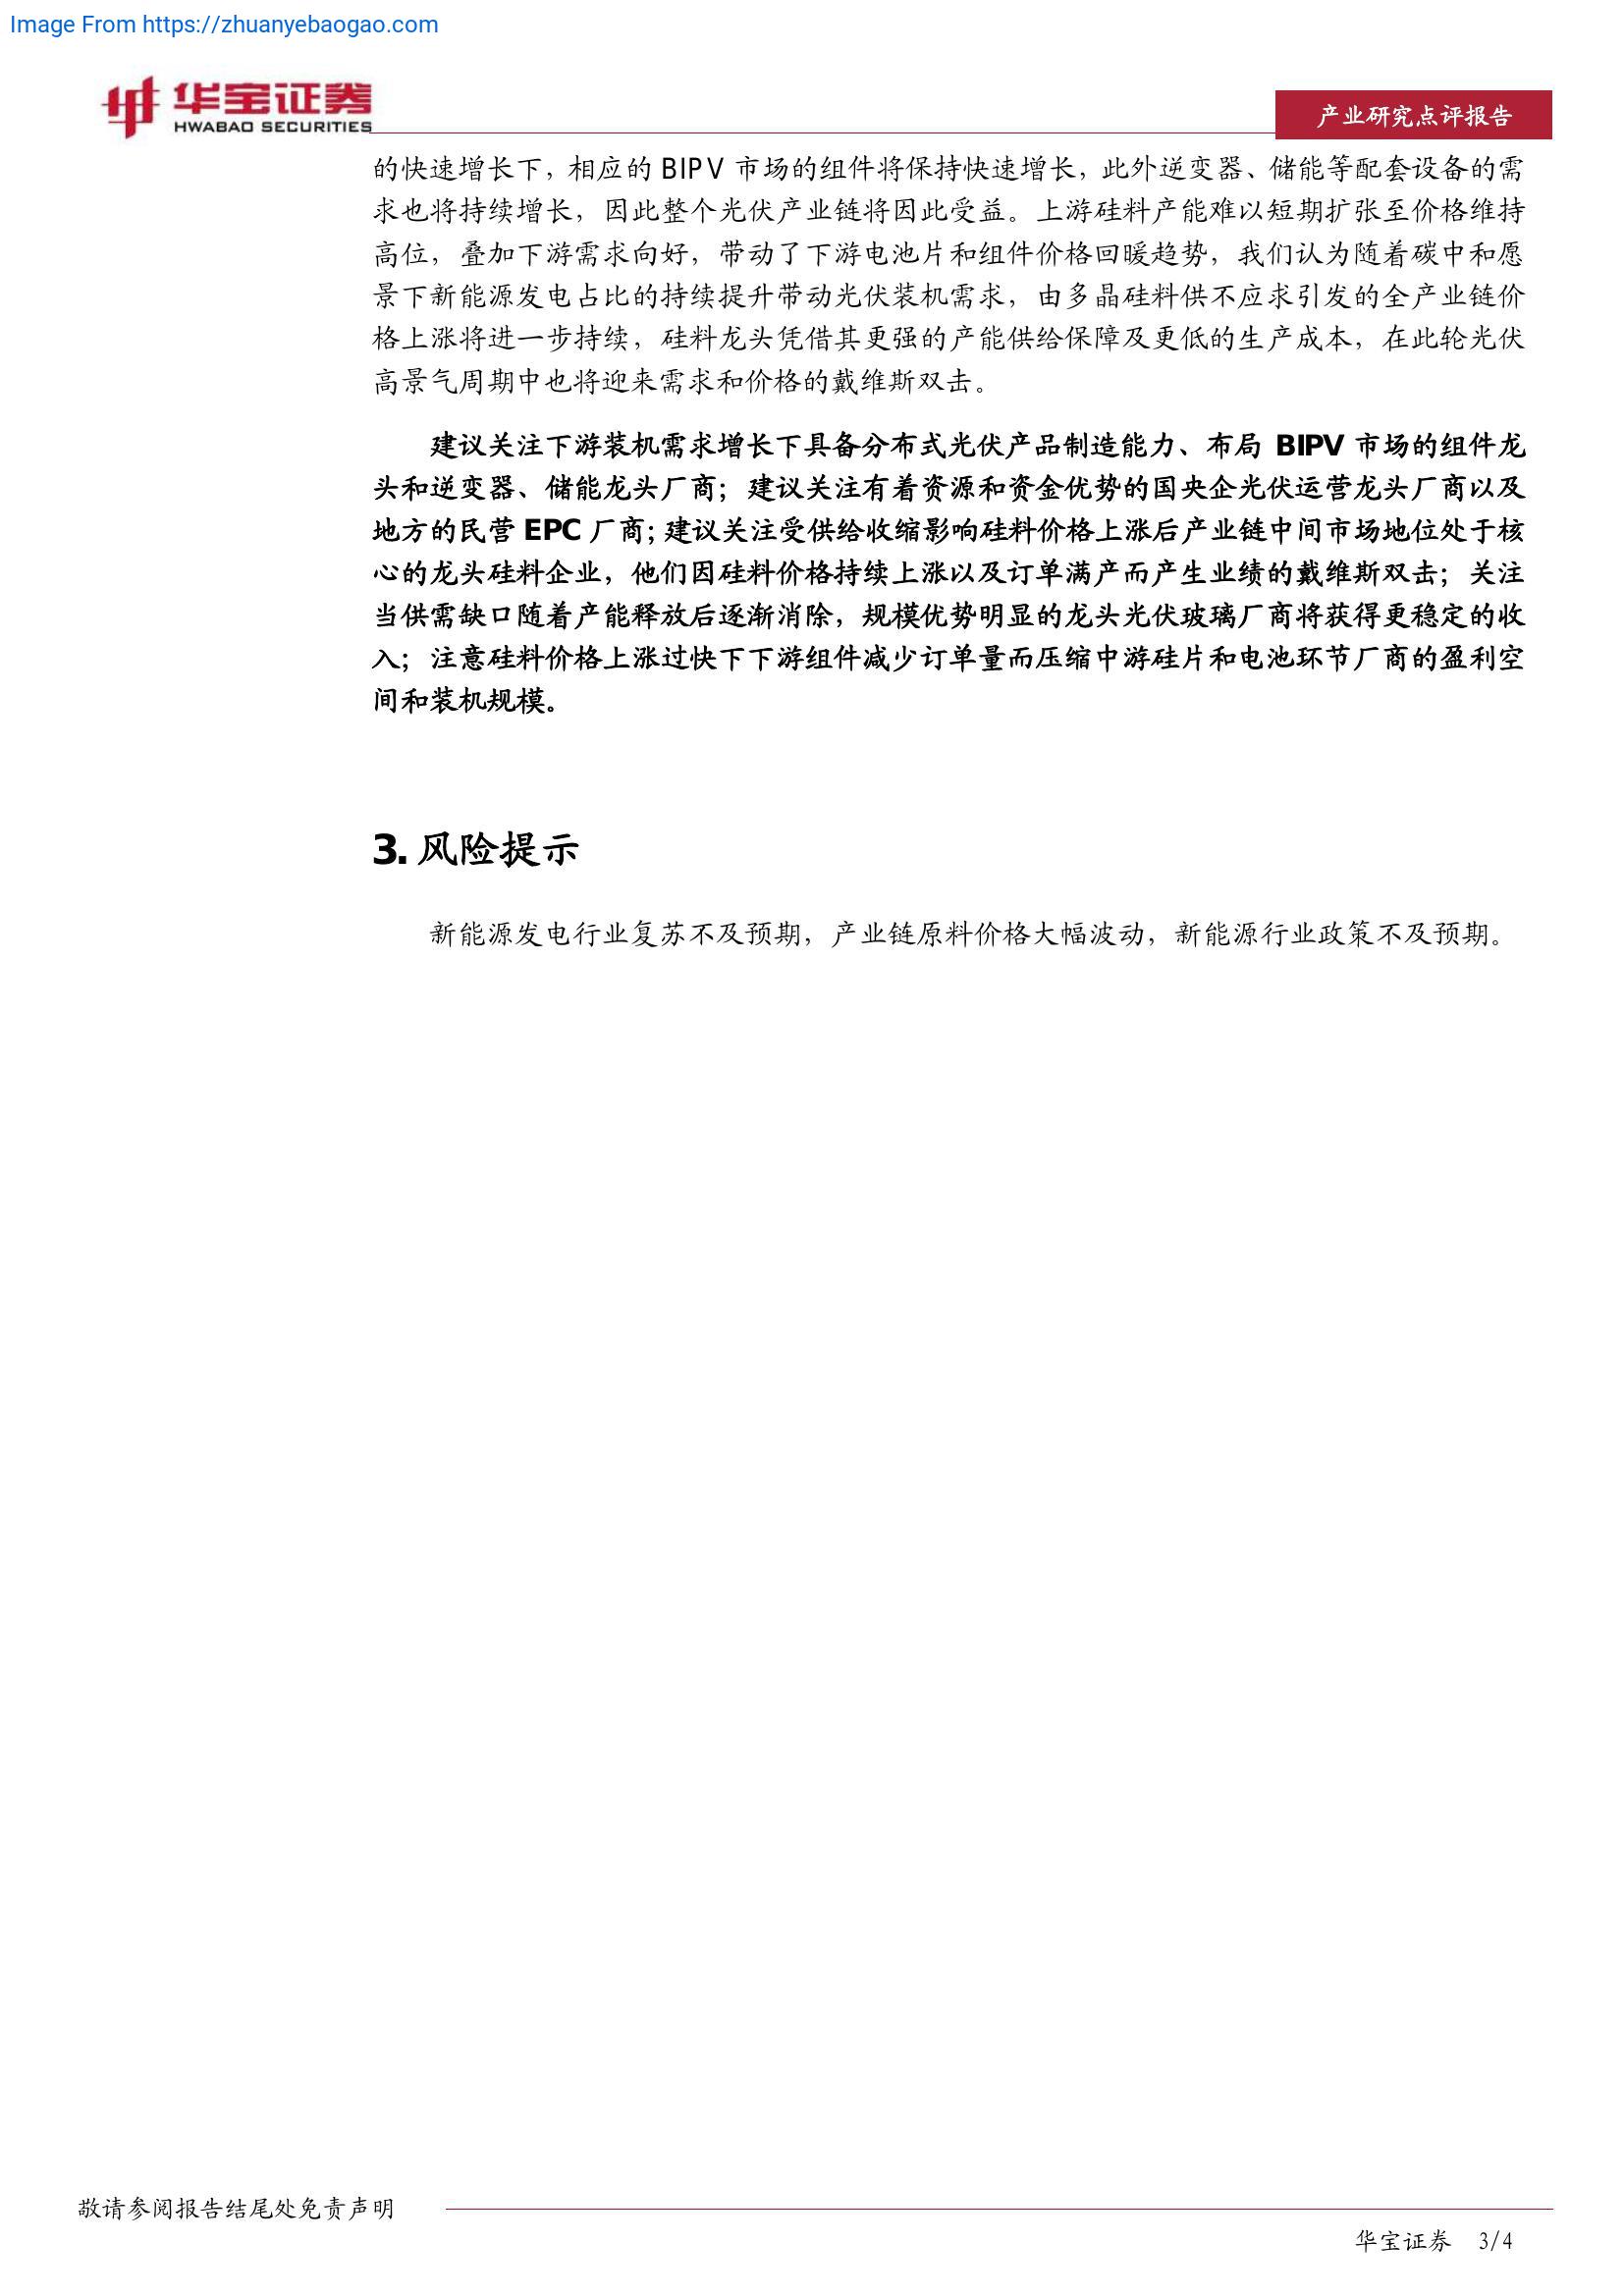 Image From https://zhuanyebaogao.com
华宝证券
HWABAO SECURITIES
产业研究点评报告
的快速增长下，相应的 BIPV 市场的组件将保持快速增长，此外逆变器、储能等配套设备的需
求也将持续增长，因此整个光伏产业链将因此受益。上游硅料产能难以短期扩张至价格维持
高位，叠加下游需求向好，带动了下游电池片和组件价格回暖趋势，我们认为随着碳中和愿
景下新能源发电占比的持续提升带动光伏装机需求，由多晶硅料供不应求引发的全产业链价
格上涨将进一步持续，硅料龙头凭借其更强的产能供给保障及更低的生产成本，在此轮光伏
高景气周期中也将迎来需求和价格的戴维斯双击。
建议关注下游装机需求增长下具备分布式光伏产品制造能力、布局 BIPV 市场的组件龙
头和逆变器、储能龙头厂商；建议关注有着资源和资金优势的国央企光伏运营龙头厂商以及
地方的民营 EPC 厂商；建议关注受供给收缩影响硅料价格上涨后产业链中间市场地位处于核
心的龙头硅料企业，他们因硅料价格持续上涨以及订单满产而产生业绩的戴维斯双击；关注
当供需缺口随着产能释放后逐渐消除，规模优势明显的龙头光伏玻璃厂商将获得更稳定的收
入；注意硅料价格上涨过快下下游组件减少订单量而压缩中游硅片和电池环节厂商的盈利空
间和装机规模。
3. 风险提示
新能源发电行业复苏不及预期，产业链原料价格大幅波动，新能源行业政策不及预期。
敬请参阅报告结尾处免责声明
华宝证券 3/4